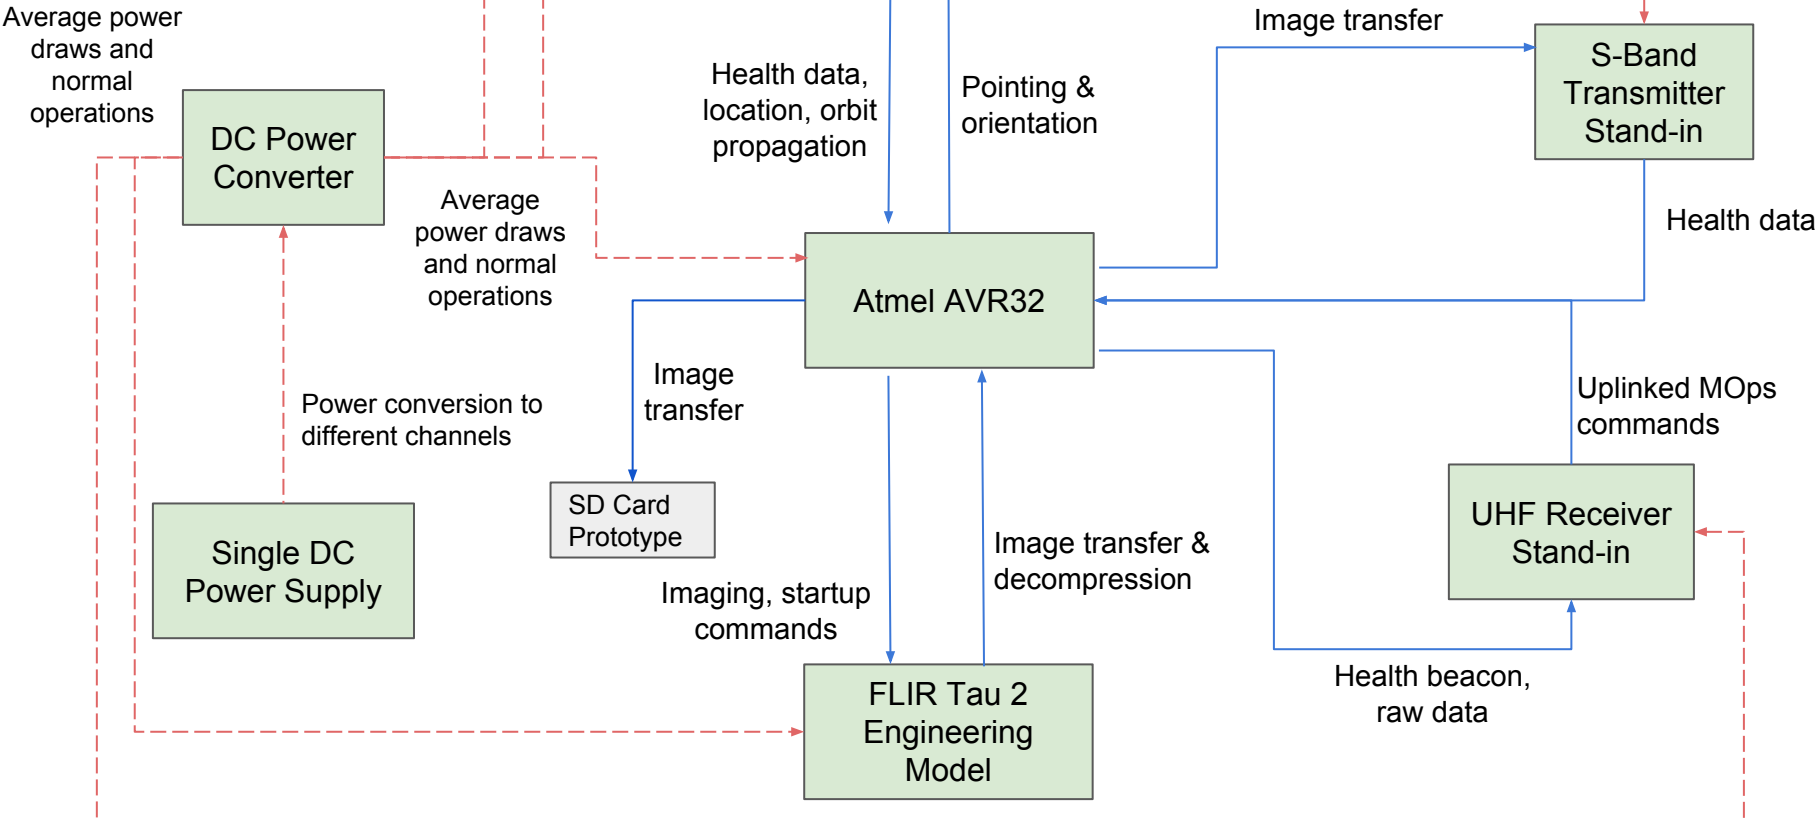 Average power
draws and
normal
operations
DC Power
Converter
Average
power draws
and normal
operations
Power conversion to
different channels
Single DC
Power Supply
Health data,
location, orbit
propagation
Pointing &
orientation
Image transfer
S-Band
Transmitter
Stand-in
Health data
Atmel AVR32
Image
transfer
SD Card
Prototype
Uplinked MOps
commands
UHF Receiver
Stand-in
Image transfer &
decompression
Imaging, startup
commands
FLIR Tau 2
Engineering
Model
Health beacon,
raw data